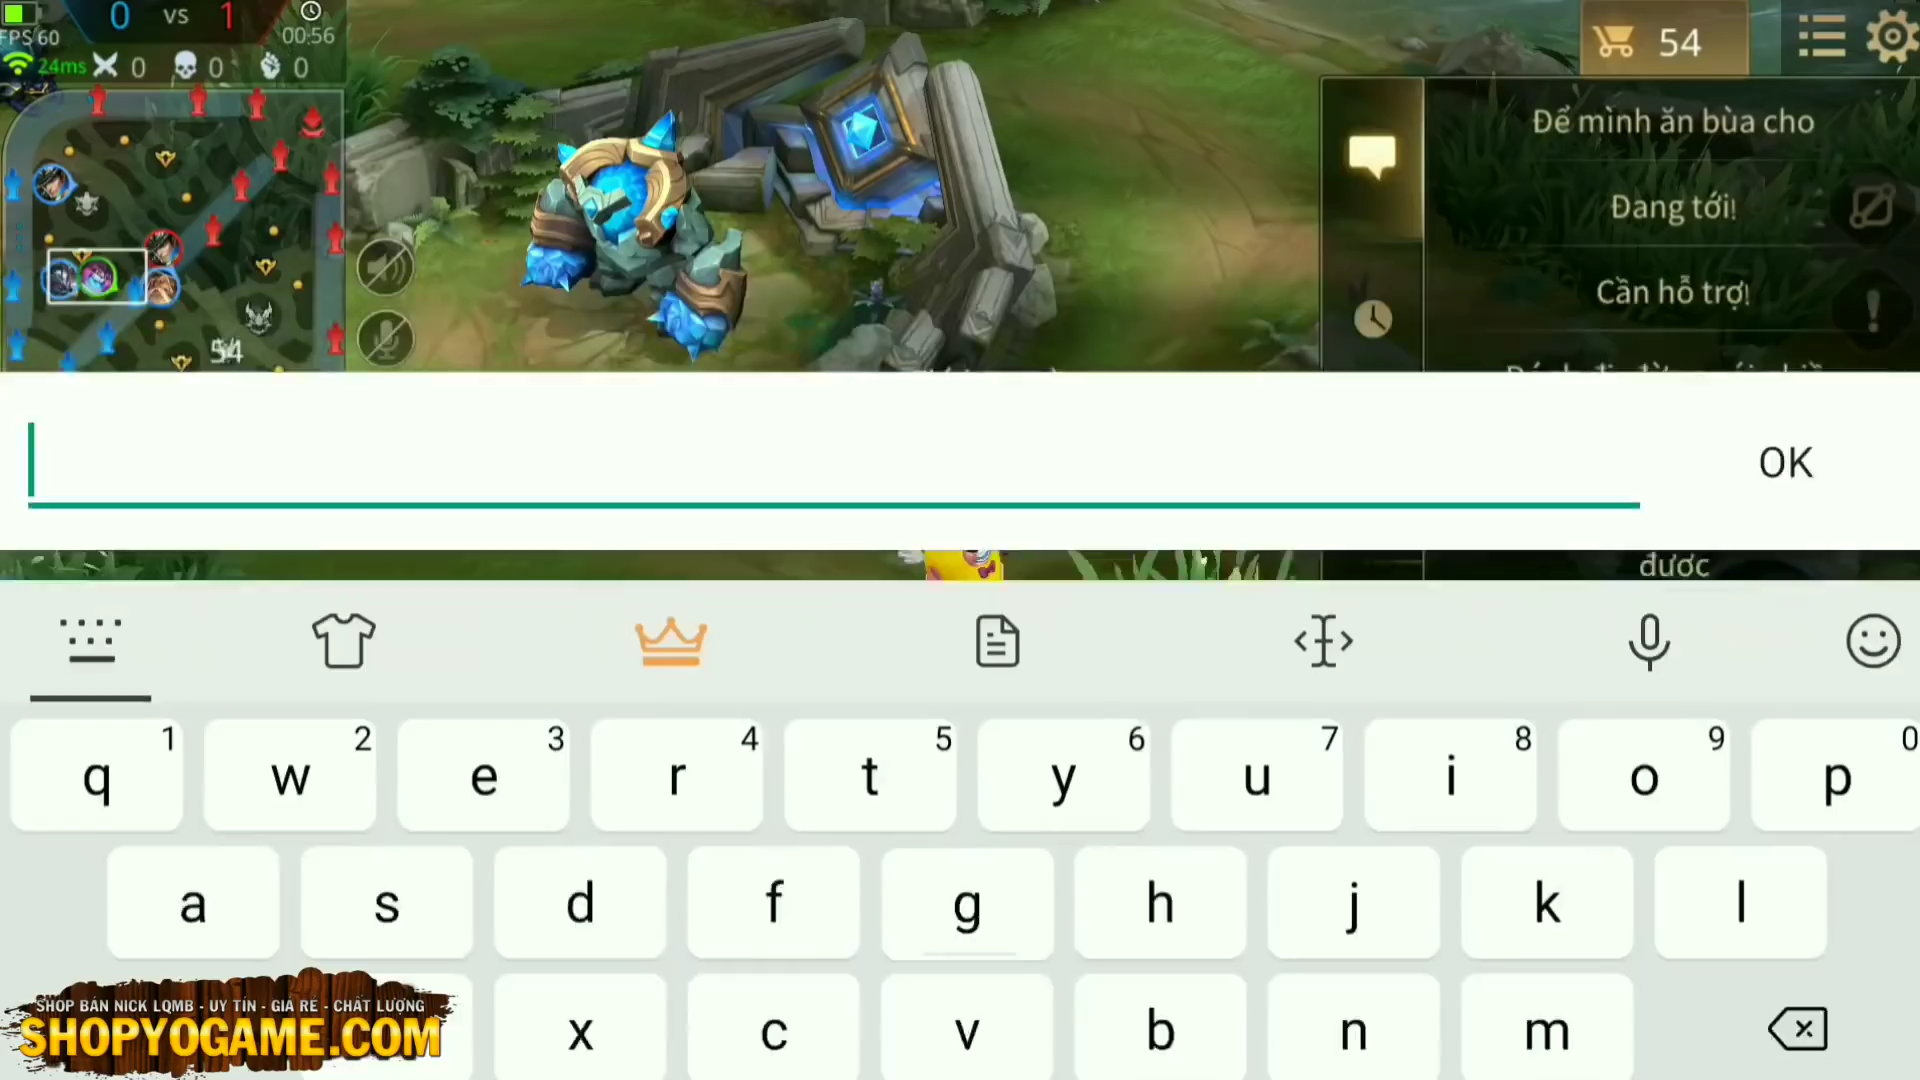 0 vs 1
FPS 60
00:56
24ms 0 0 0
54
54
Để mình ăn bùa cho
Đang tới!
Cần hỗ trợ!
OK
được
q 1 w 2 e 3 r 4 t 5 y 6 u 7 i 8 o 9 p 0
a s d f g h j k l
x c v b n m
SHOP BÁN NICK LQMB - UY TÍN - GIÁ RẺ - CHẤT LƯỢNG
SHOPYOGAME.COM